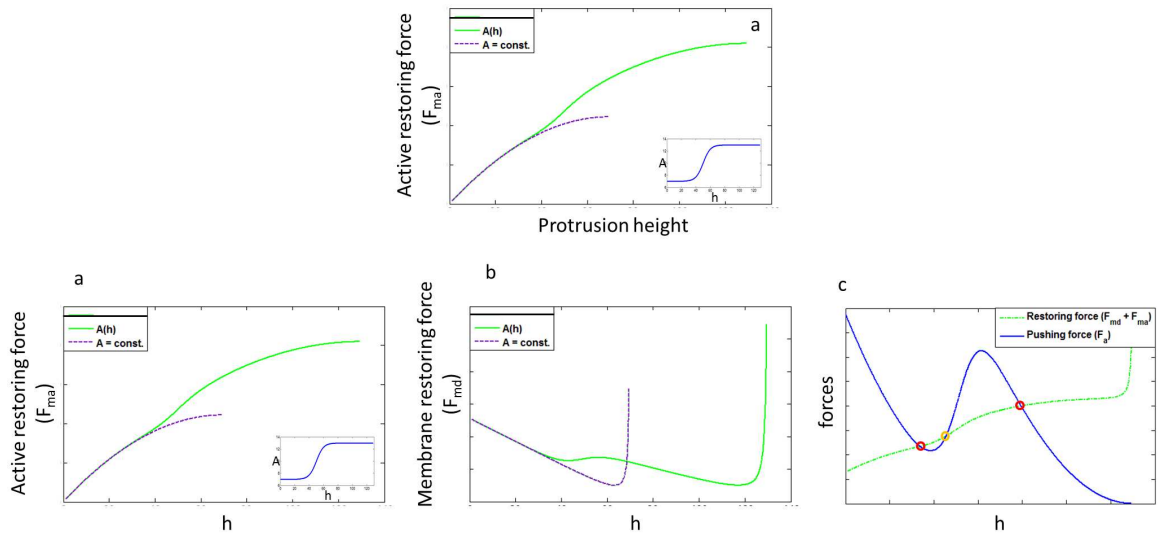 a
A(h)
A = const.
Active restoring force
(Fma)
A
h
Protrusion height
a
A(h)
A = const.
Active restoring force
(Fma)
A
h
h
b
A(h)
A = const.
Membrane restoring force
(Fmd)
h
c
Restoring force (Fmd + Fma)
Pushing force (Fa)
forces
h